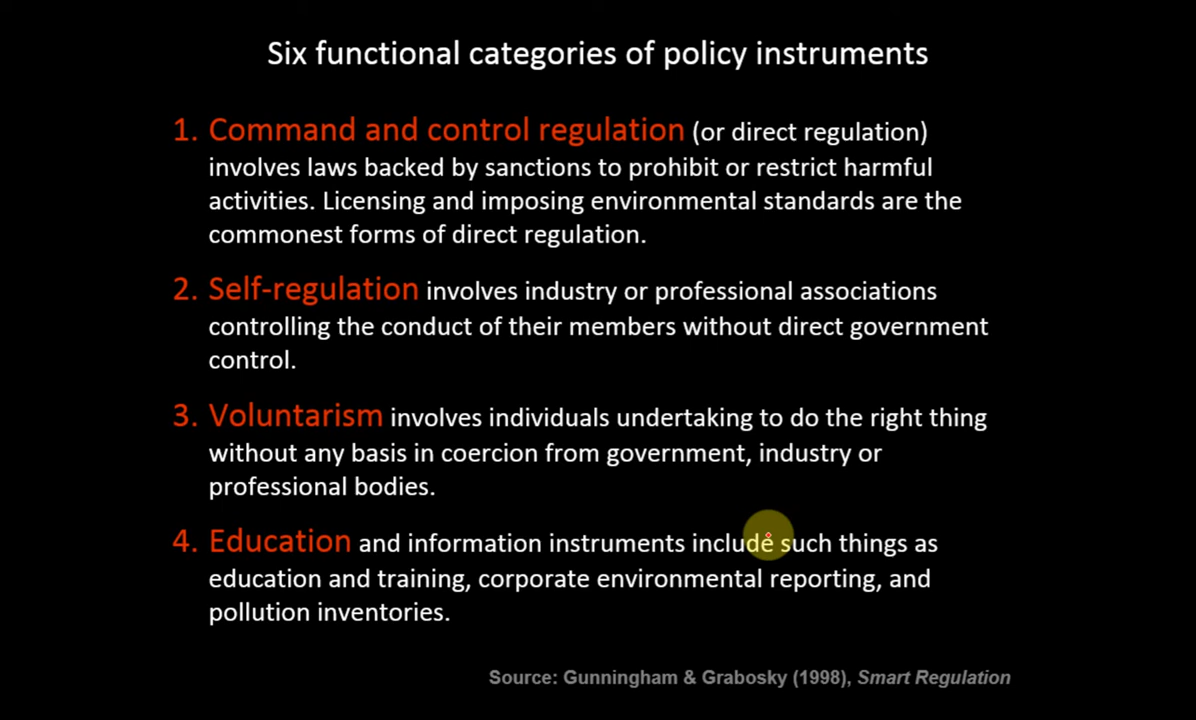 Six functional categories of policy instruments
1. Command and control regulation (or direct regulation)
involves laws backed by sanctions to prohibit or restrict harmful
activities. Licensing and imposing environmental standards are the
commonest forms of direct regulation.
2. Self-regulation involves industry or professional associations
controlling the conduct of their members without direct government
control.
3. Voluntarism involves individuals undertaking to do the right thing
without any basis in coercion from government, industry or
professional bodies.
4. Education and information instruments include such things as
education and training, corporate environmental reporting, and
pollution inventories.
Source: Gunningham & Grabosky (1998), Smart Regulation